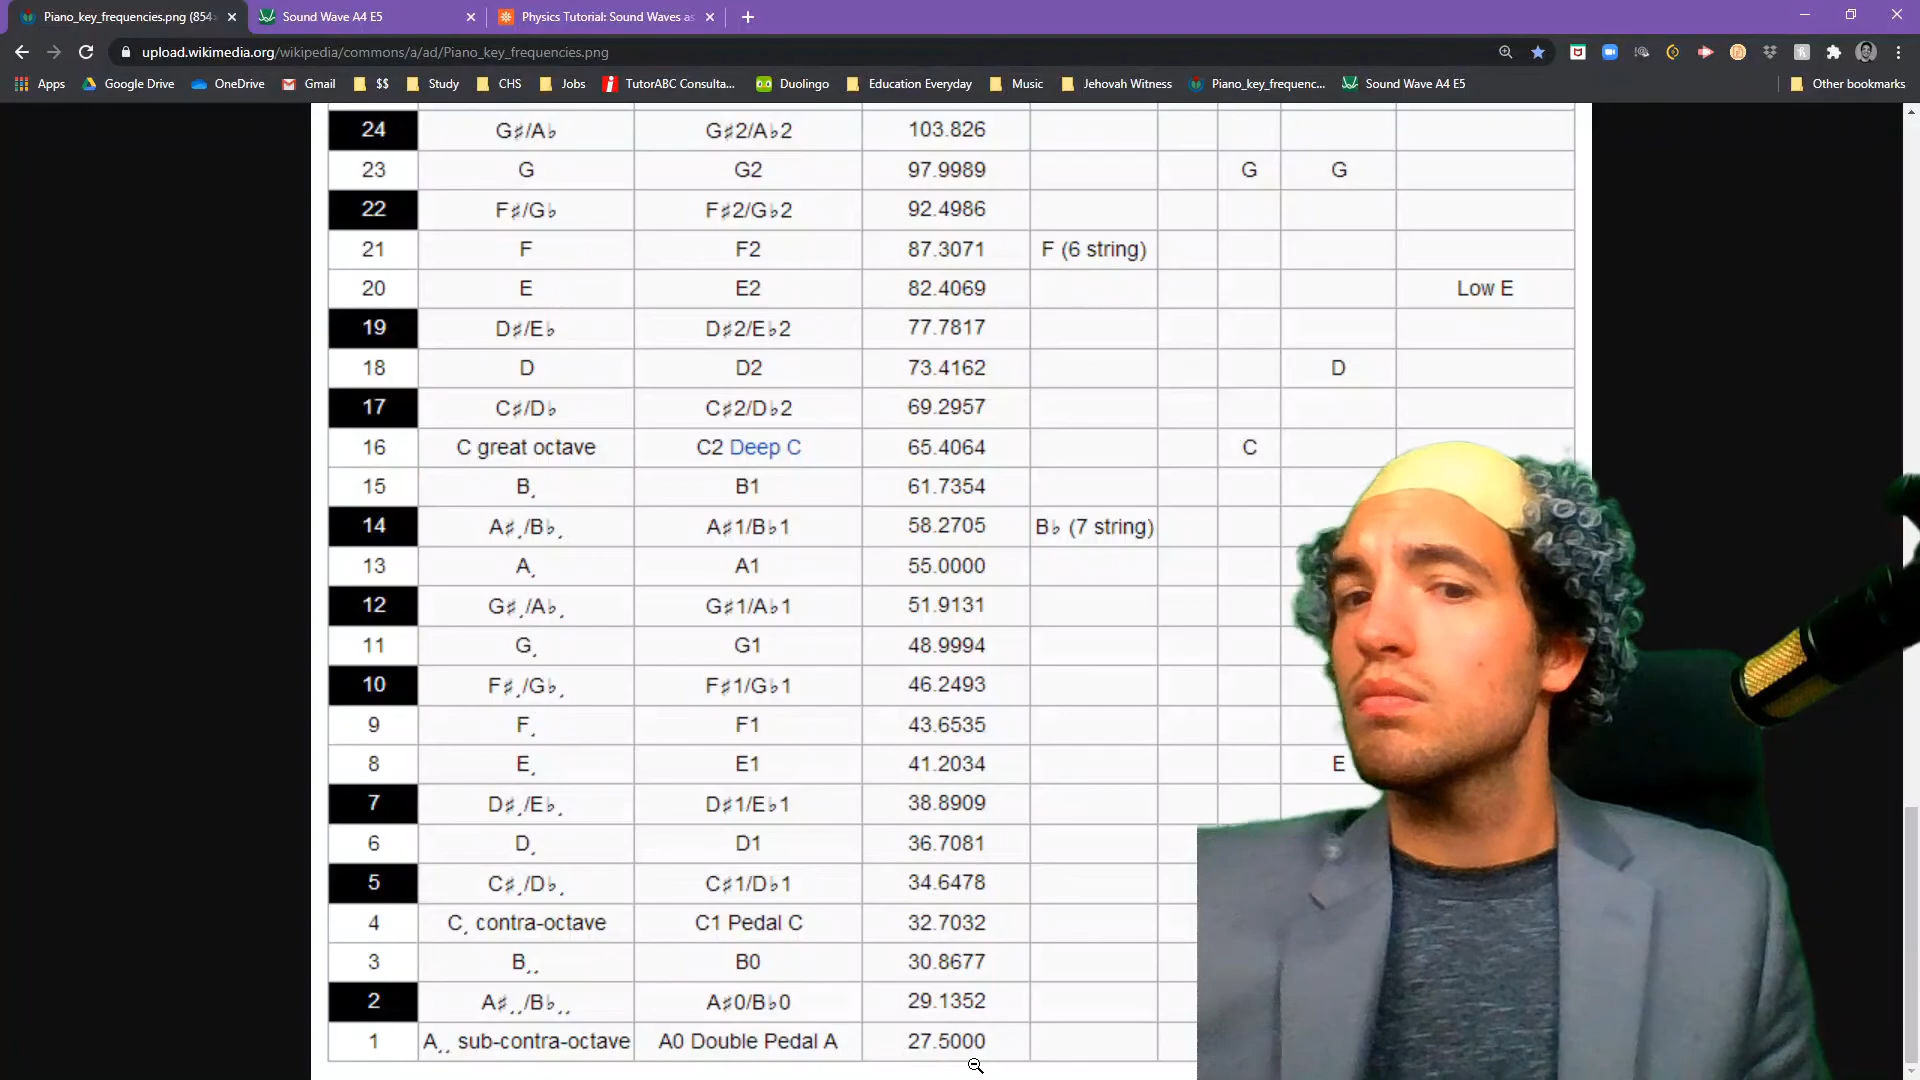 Piano_key_frequencies.png (854
Sound Wave A4 E5
Physics Tutorial: Sound Waves as
upload.wikimedia.org/wikipedia/commons/a/ad/Piano_key_frequencies.png
Apps Google Drive OneDrive Gmail $$ Study CHS Jobs TutorABC Consulta... Duolingo Education Everyday Music Jehovah Witness Piano_key_frequenc... Sound Wave A4 E5 Other bookmarks
24 G♯/A♭ G♯2/A♭2 103.826
23 G G2 97.9989 G G
22 F♯/G♭ F♯2/G♭2 92.4986
21 F F2 87.3071 F (6 string)
20 E E2 82.4069 Low E
19 D♯/E♭ D♯2/E♭2 77.7817
18 D D2 73.4162 D
17 C♯/D♭ C♯2/D♭2 69.2957
16 C great octave C2 Deep C 65.4064 C
15 B͵ B1 61.7354
14 A♯͵/B♭͵ A♯1/B♭1 58.2705 B♭ (7 string)
13 A͵ A1 55.0000
12 G♯͵/A♭͵ G♯1/A♭1 51.9131
11 G͵ G1 48.9994
10 F♯͵/G♭͵ F♯1/G♭1 46.2493
9 F͵ F1 43.6535
8 E͵ E1 41.2034 E
7 D♯͵/E♭͵ D♯1/E♭1 38.8909
6 D͵ D1 36.7081
5 C♯͵/D♭͵ C♯1/D♭1 34.6478
4 C͵ contra-octave C1 Pedal C 32.7032
3 B͵͵ B0 30.8677
2 A♯͵͵/B♭͵͵ A♯0/B♭0 29.1352
1 A͵͵ sub-contra-octave A0 Double Pedal A 27.5000